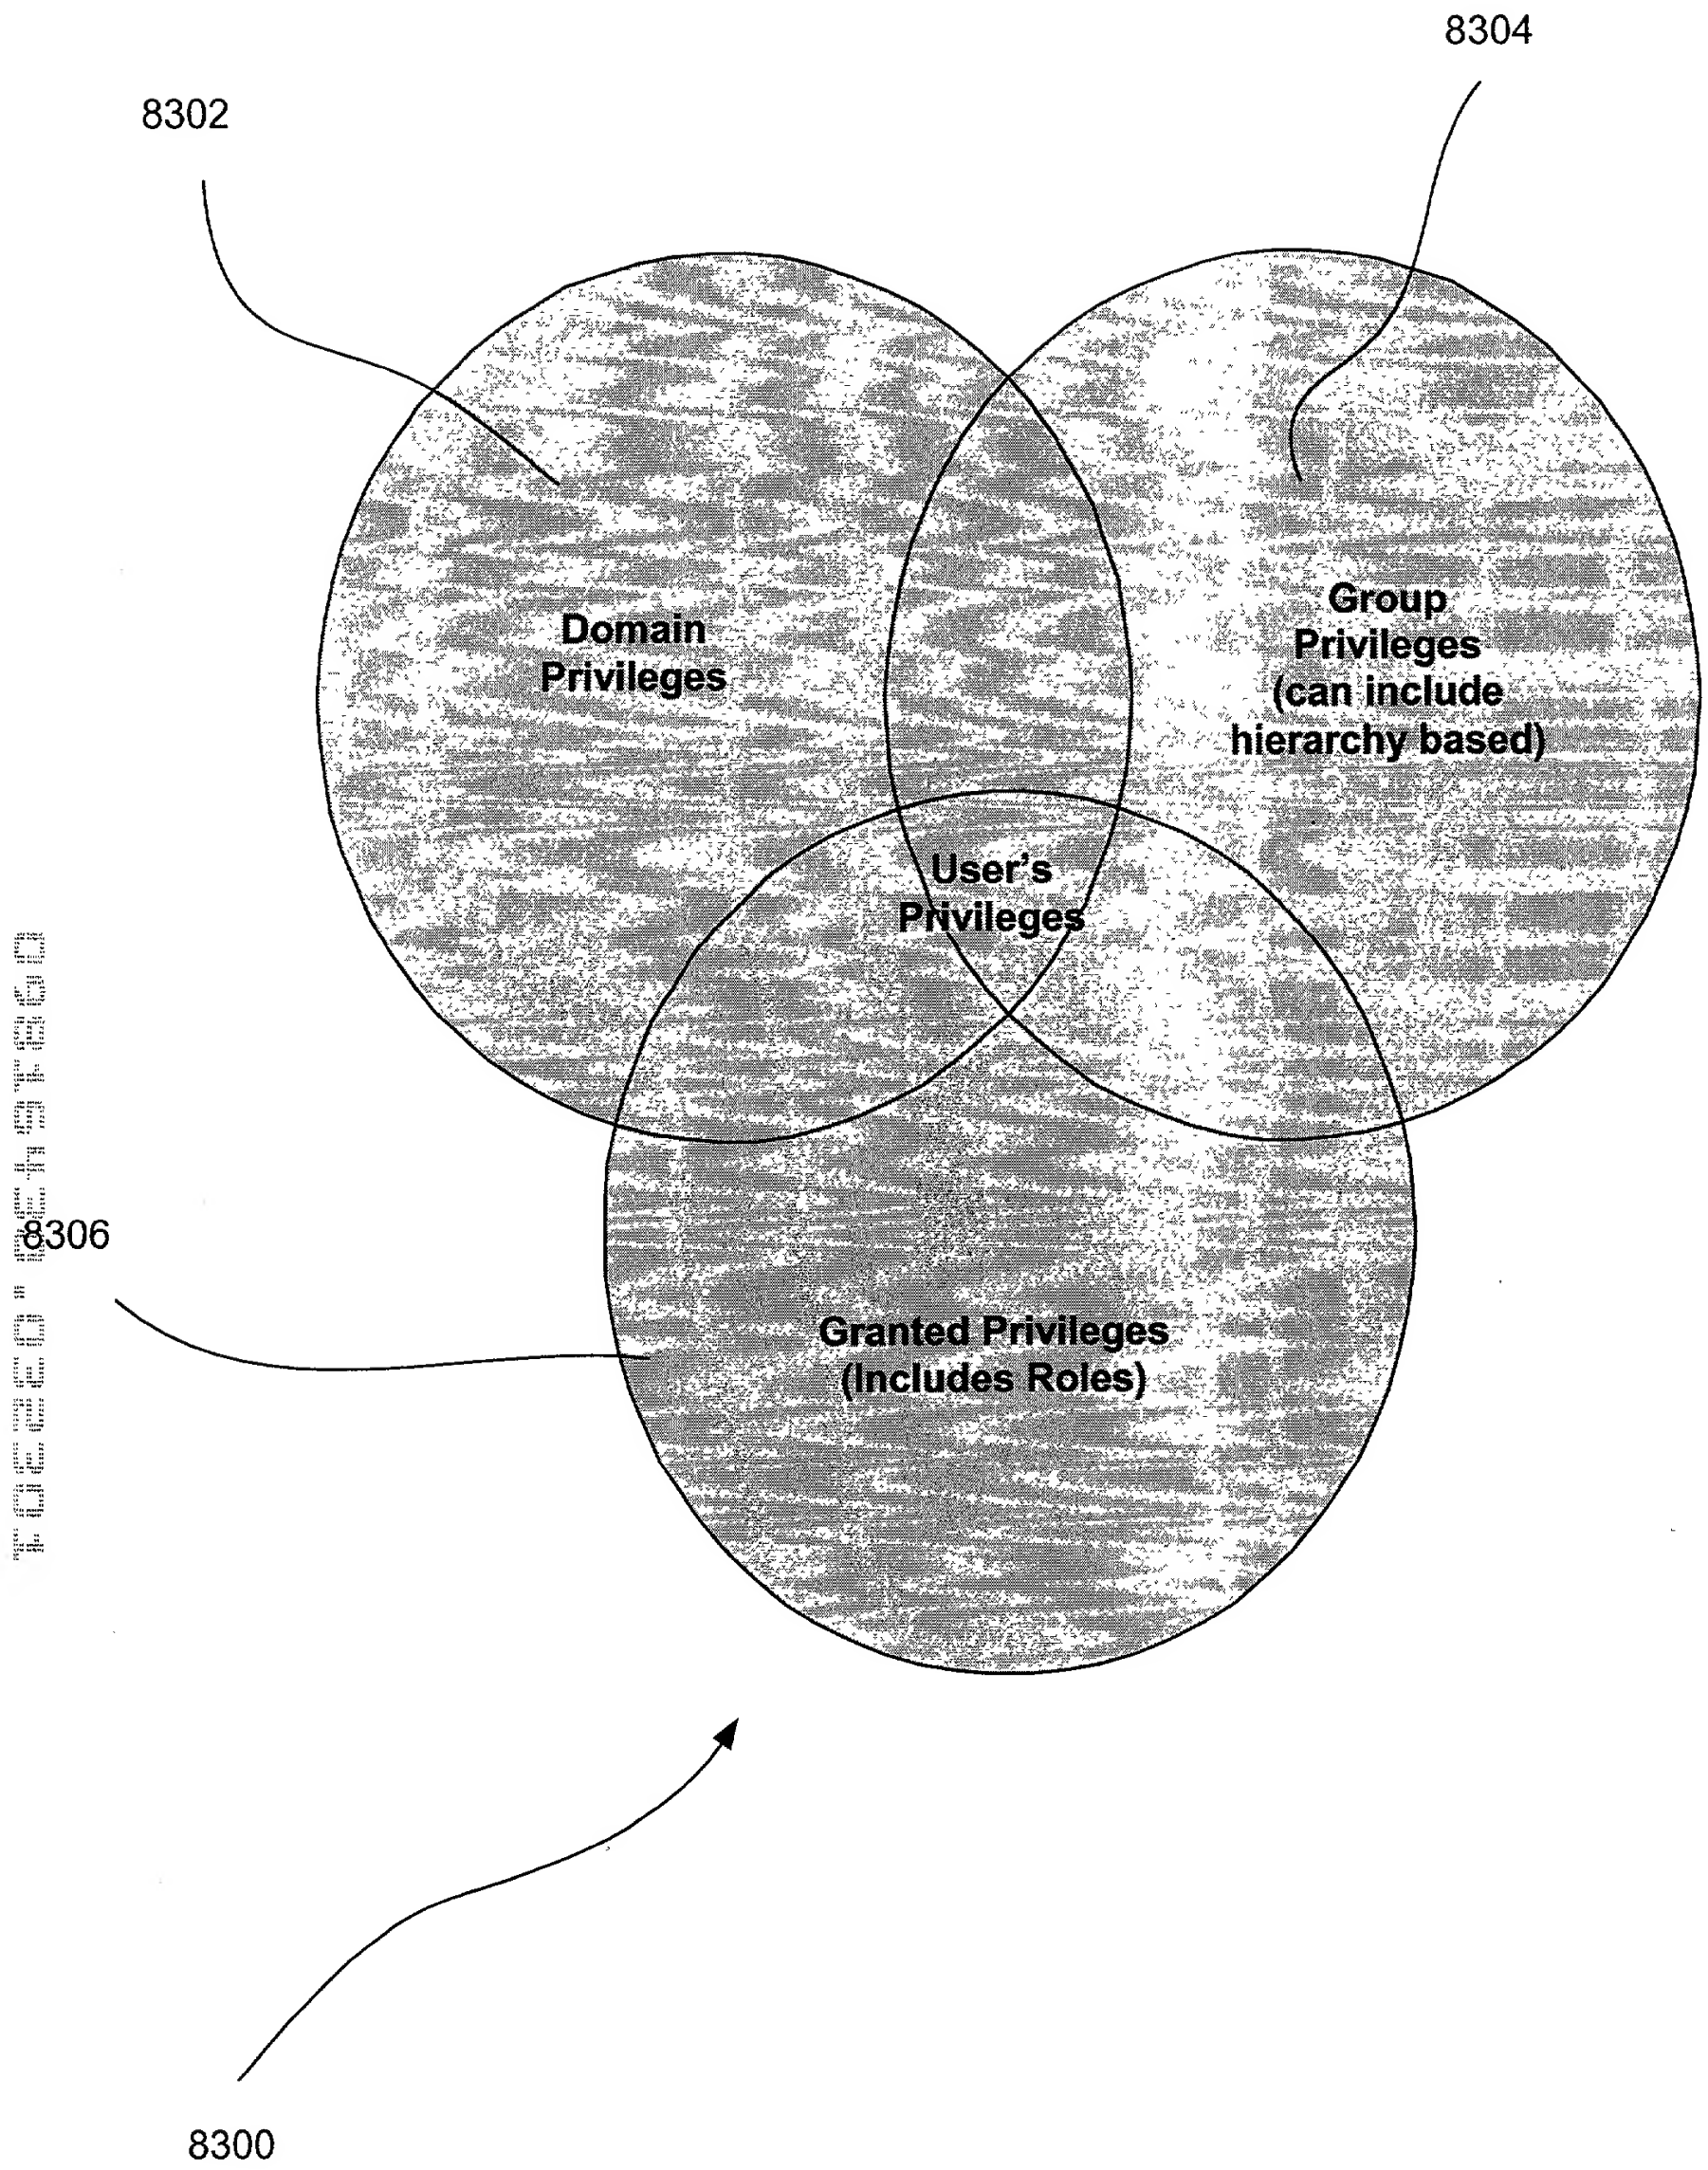 8304
8302
Domain
Privileges
Group
Privileges
(can include
hierarchy based)
User's
Privileges
8306
Granted Privileges
(Includes Roles)
8300